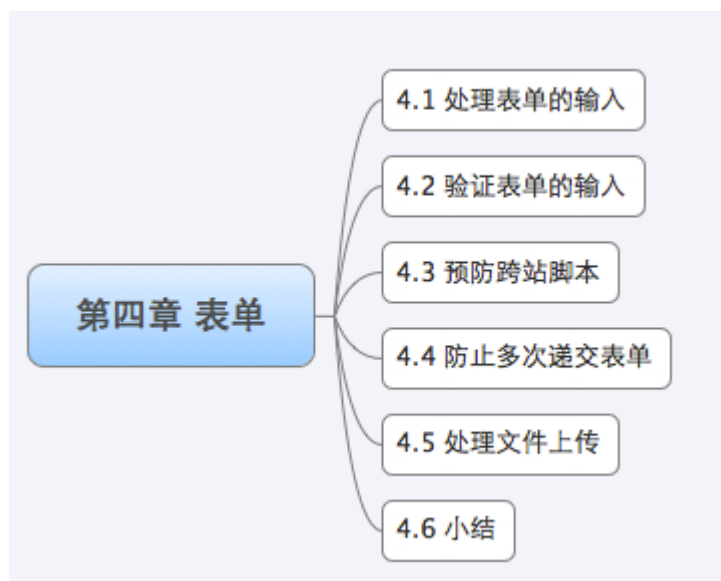 第四章 表单
4.1 处理表单的输入
4.2 验证表单的输入
4.3 预防跨站脚本
4.4 防止多次递交表单
4.5 处理文件上传
4.6 小结